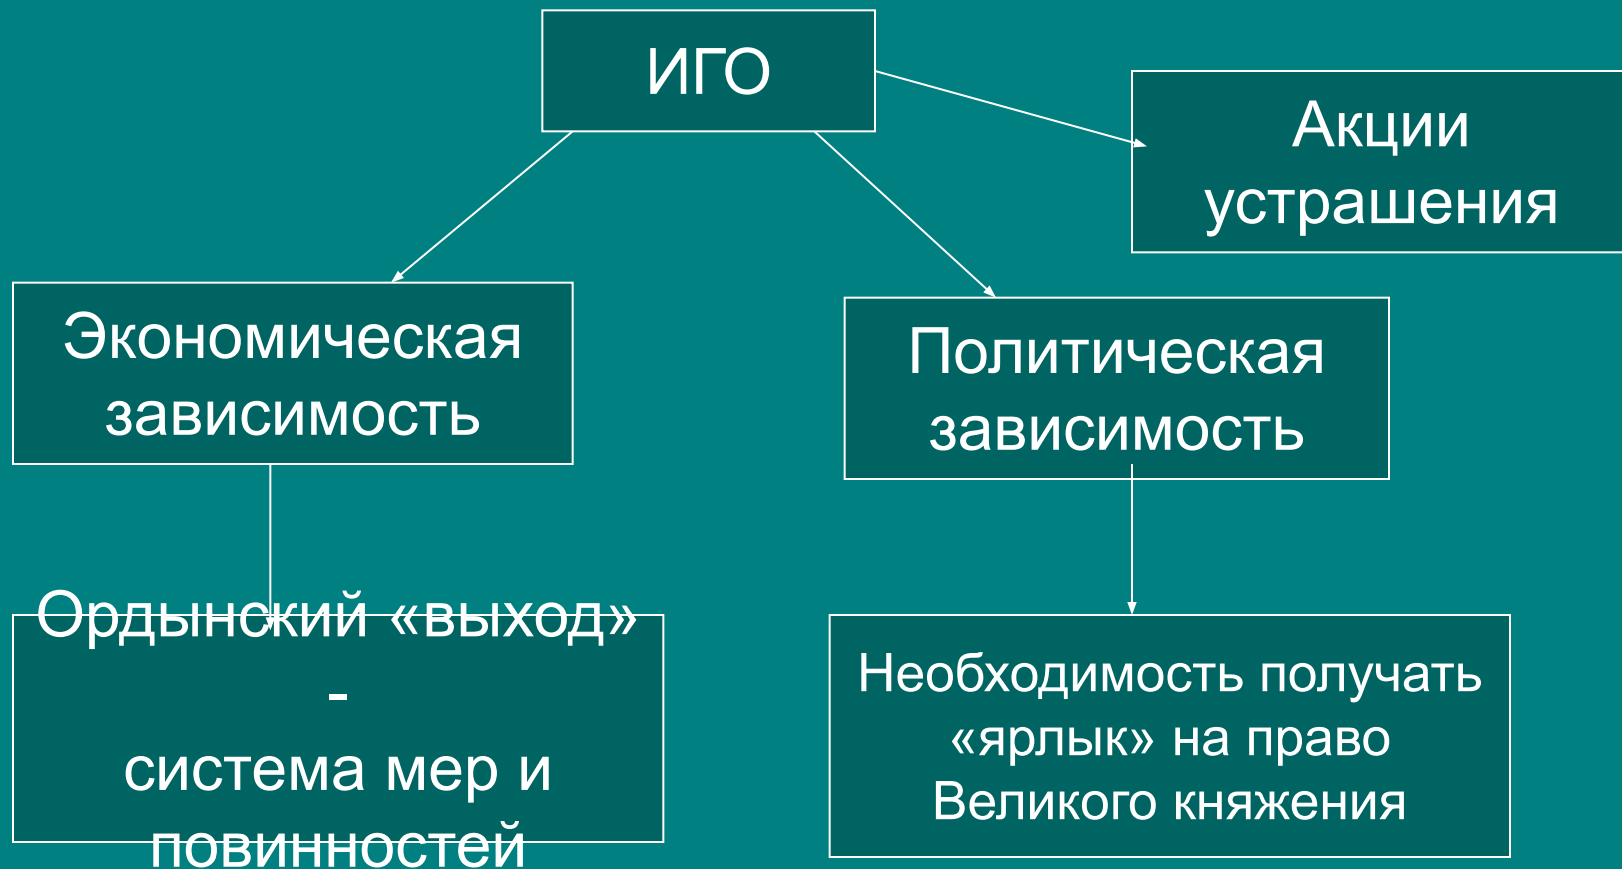 ИГО
Акции
устрашения
Экономическая
зависимость
Политическая
зависимость
Ордынский «выход»
-
система мер и
повинностей
Необходимость получать
«ярлык» на право
Великого княжения